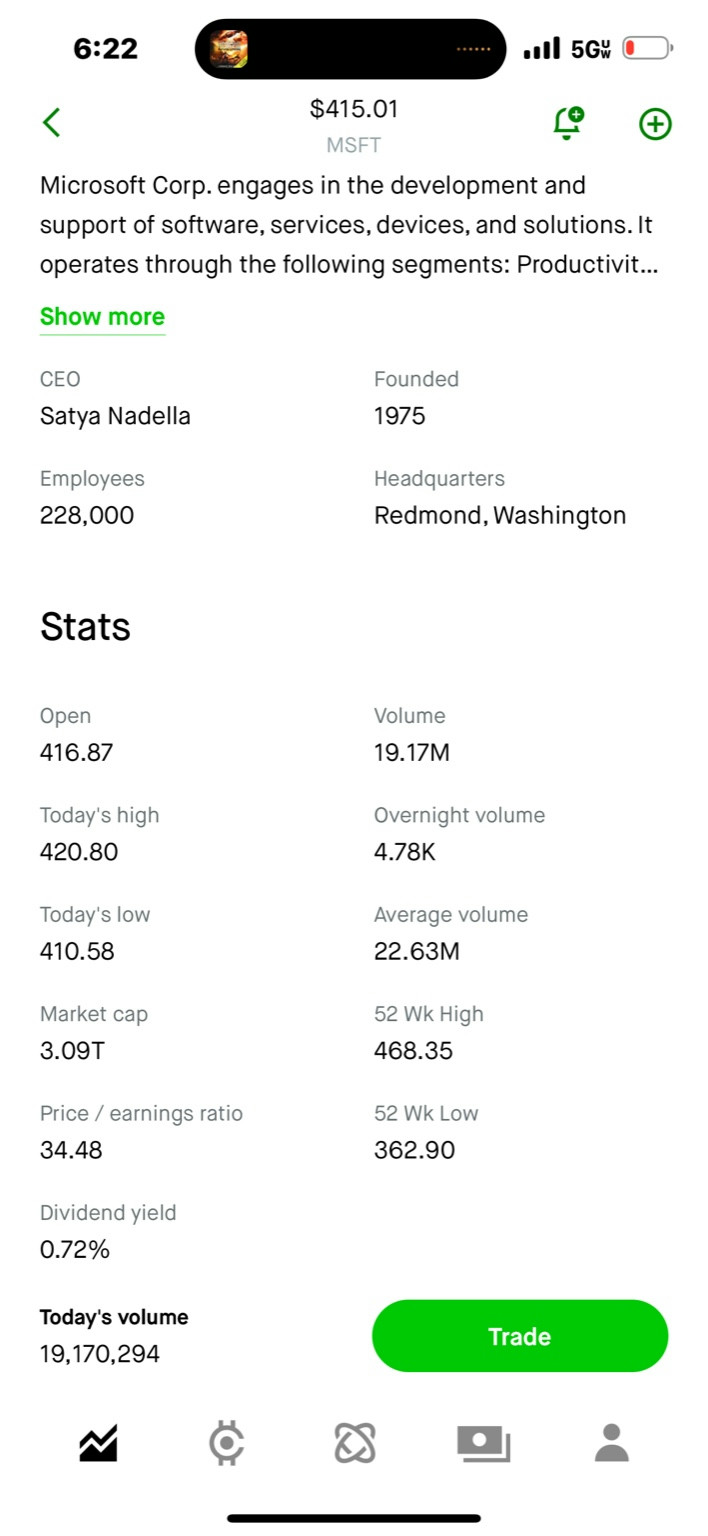 6:22
5GUW
$415.01
MSFT
Microsoft Corp. engages in the development and
support of software, services, devices, and solutions. It
operates through the following segments: Productivit...
Show more
CEO
Satya Nadella
Founded
1975
Employees
228,000
Headquarters
Redmond, Washington
Stats
Open
416.87
Volume
19.17M
Today's high
420.80
Overnight volume
4.78K
Today's low
410.58
Average volume
22.63M
Market cap
3.09T
52 Wk High
468.35
Price / earnings ratio
34.48
52 Wk Low
362.90
Dividend yield
0.72%
Today's volume
19,170,294
Trade